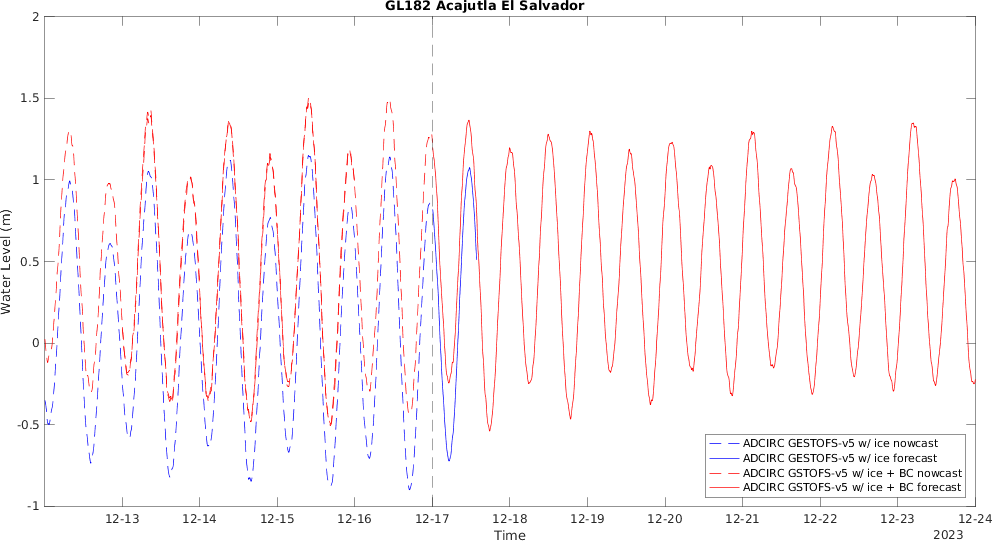 GL182 Acajutla El Salvador
2
1.5
1
0.5
0
-0.5
-1
Water Level (m)
12-13
12-14
12-15
12-16
12-17
12-18
12-19
12-20
12-21
12-22
12-23
12-24
Time
2023
ADCIRC GESTOFS-v5 w/ ice nowcast
ADCIRC GESTOFS-v5 w/ ice forecast
ADCIRC GSTOFS-v5 w/ ice + BC nowcast
ADCIRC GSTOFS-v5 w/ ice + BC forecast